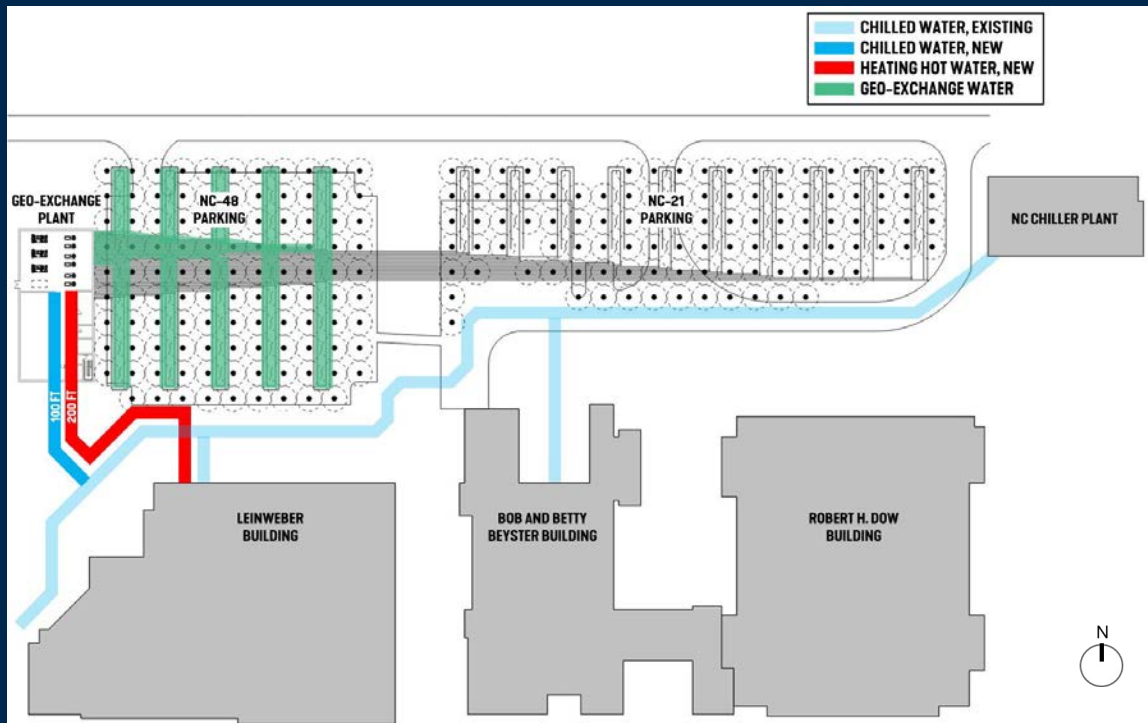 CHILLED WATER, EXISTING
CHILLED WATER, NEW
HEATING HOT WATER, NEW
GEO-EXCHANGE WATER
GEO-EXCHANGE
PLANT
NC-48
PARKING
NC-21
PARKING
NC CHILLER PLANT
100 FT
200 FT
LEINWEBER
BUILDING
BOB AND BETTY
BEYSTER BUILDING
ROBERT H. DOW
BUILDING
N